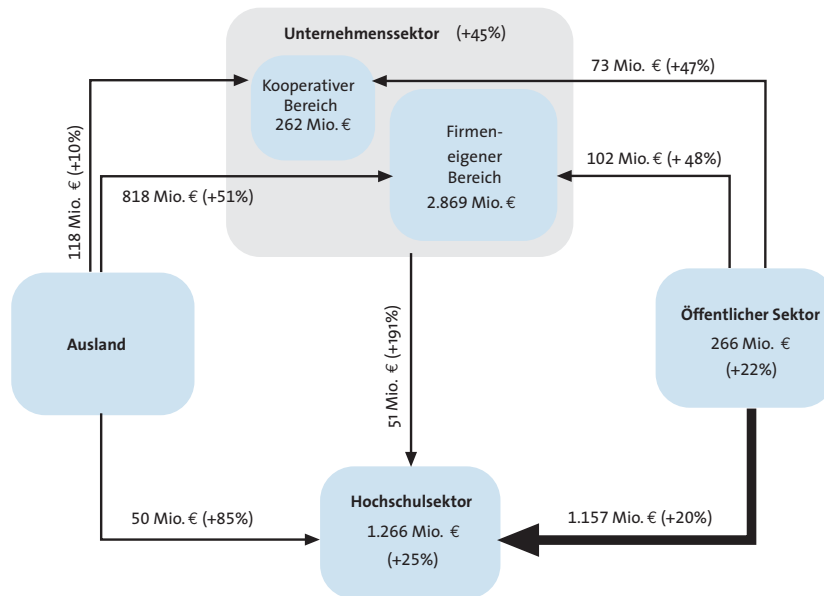 Unternehmenssektor (+45%)
73 Mio. € (+47%)
Kooperativer
Bereich
262 Mio. €
Firmen-
eigener
Bereich
2.869 Mio. €
102 Mio. € (+ 48%)
118 Mio. € (+10%)
818 Mio. € (+51%)
Ausland
51 Mio. € (+191%)
Öffentlicher Sektor
266 Mio. €
(+22%)
50 Mio. € (+85%)
Hochschulsektor
1.266 Mio. €
(+25%)
1.157 Mio. € (+20%)